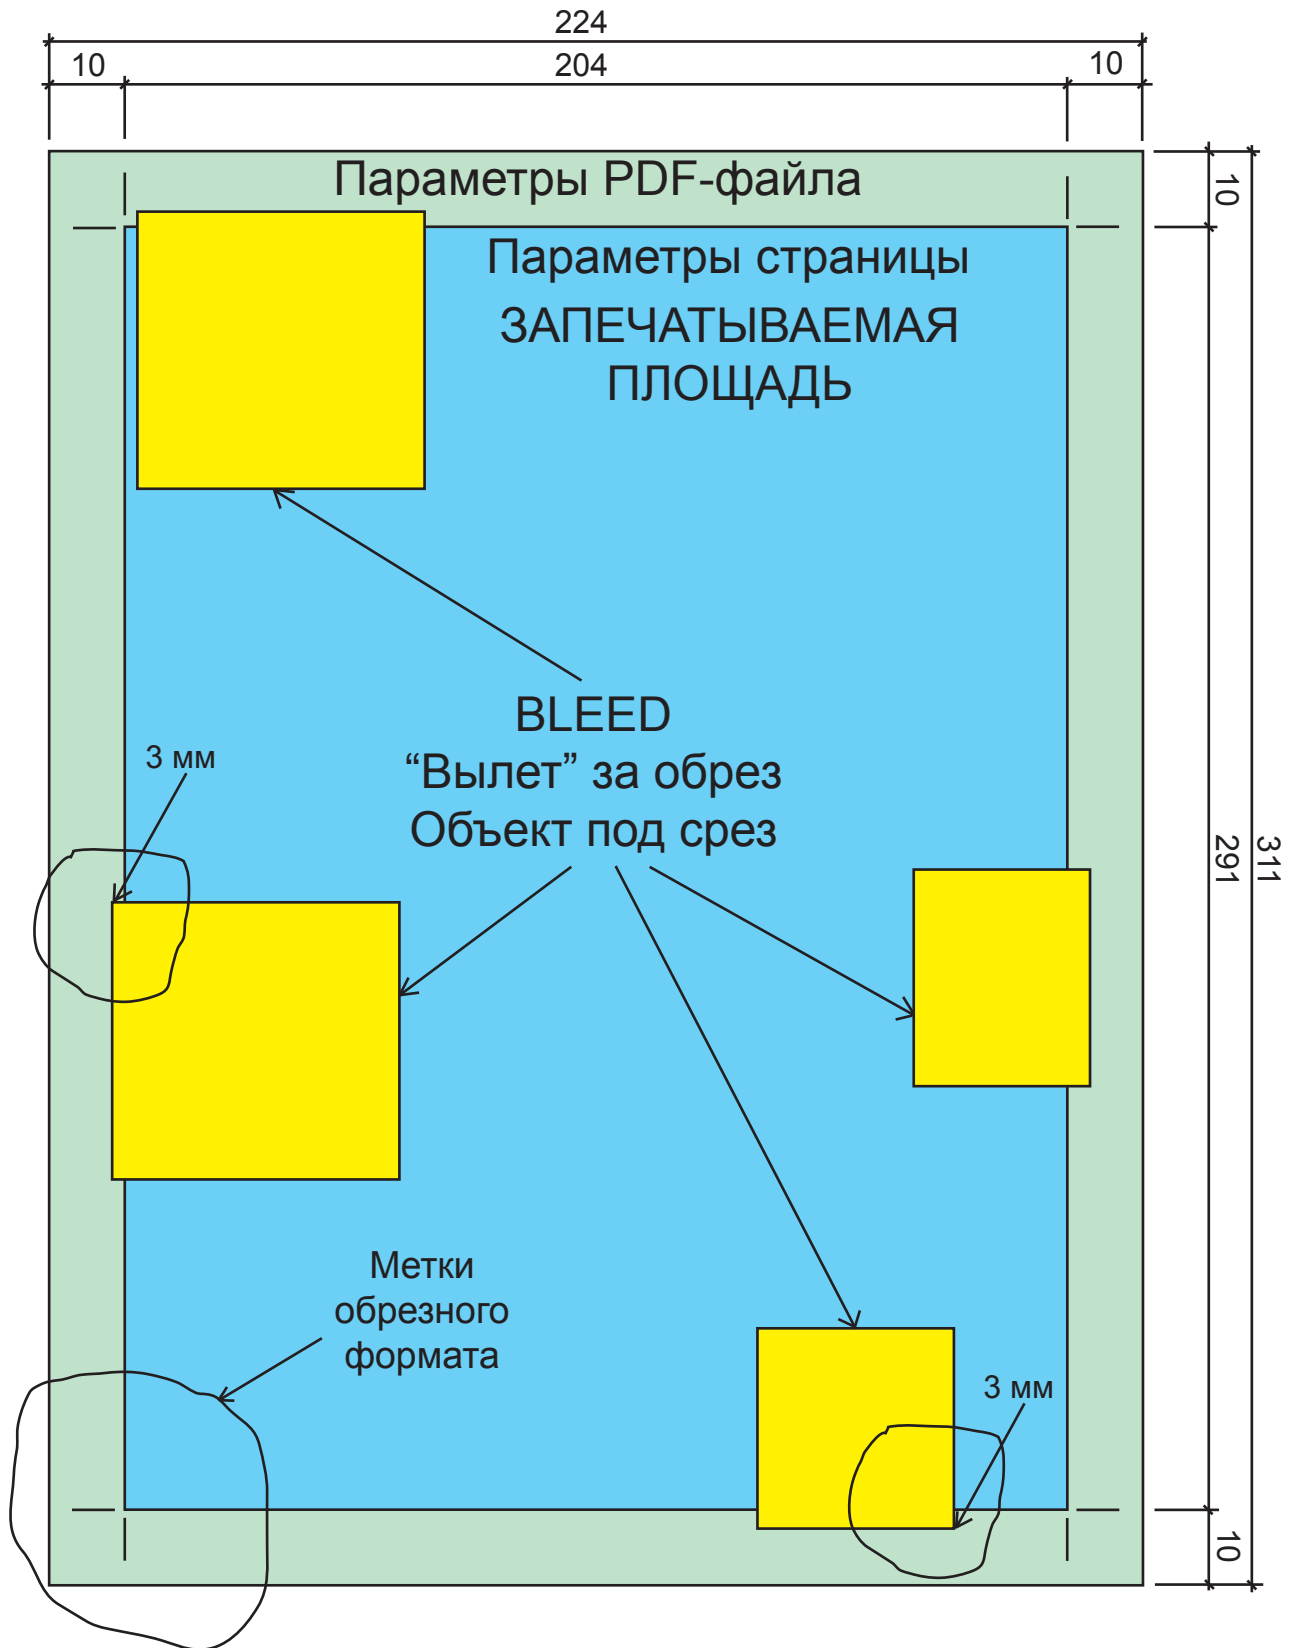 224
10 204 10
Параметры PDF-файла
10
Параметры страницы
ЗАПЕЧАТЫВАЕМАЯ
ПЛОЩАДЬ
BLEED
“Вылет” за обрез
Объект под срез
3 мм
291
311
Метки
обрезного
формата
3 мм
10